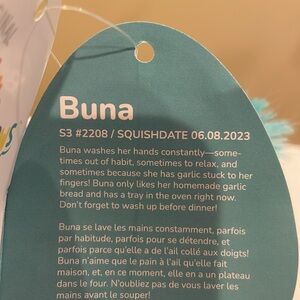 Buna
S3 #2208 / SQUISHDATE 06.08.2023
Buna washes her hands constantly—some-
times out of habit, sometimes to relax, and
sometimes because she has garlic stuck to her
fingers! Buna only likes her homemade garlic
bread and has a tray in the oven right now.
Don't forget to wash up before dinner!
Buna se lave les mains constamment, parfois
par habitude, parfois pour se détendre, et
parfois parce qu'elle a de l'ail collé aux doigts!
Buna n'aime que le pain à l'ail qu'elle fait
maison, et, en ce moment, elle en a un plateau
dans le four. N'oubliez pas de vous laver les
mains avant le souper!